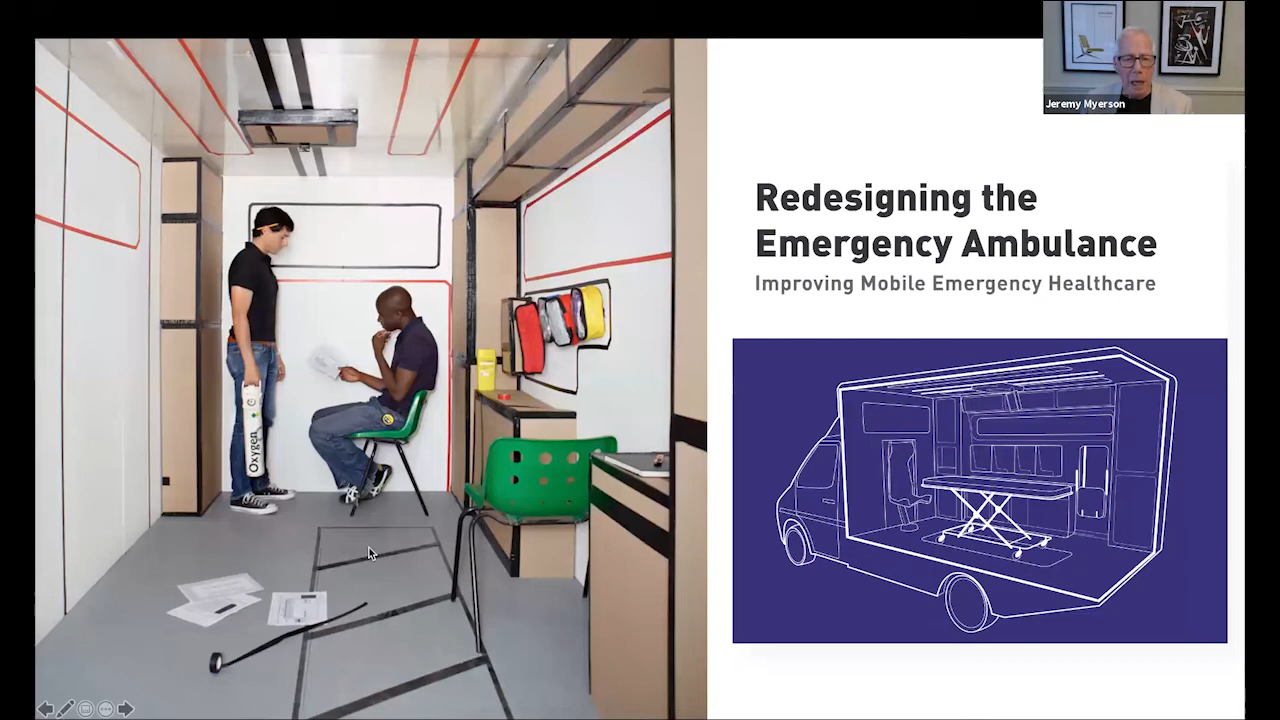 Jeremy Myerson
Redesigning the
Emergency Ambulance
Improving Mobile Emergency Healthcare
Oxygen